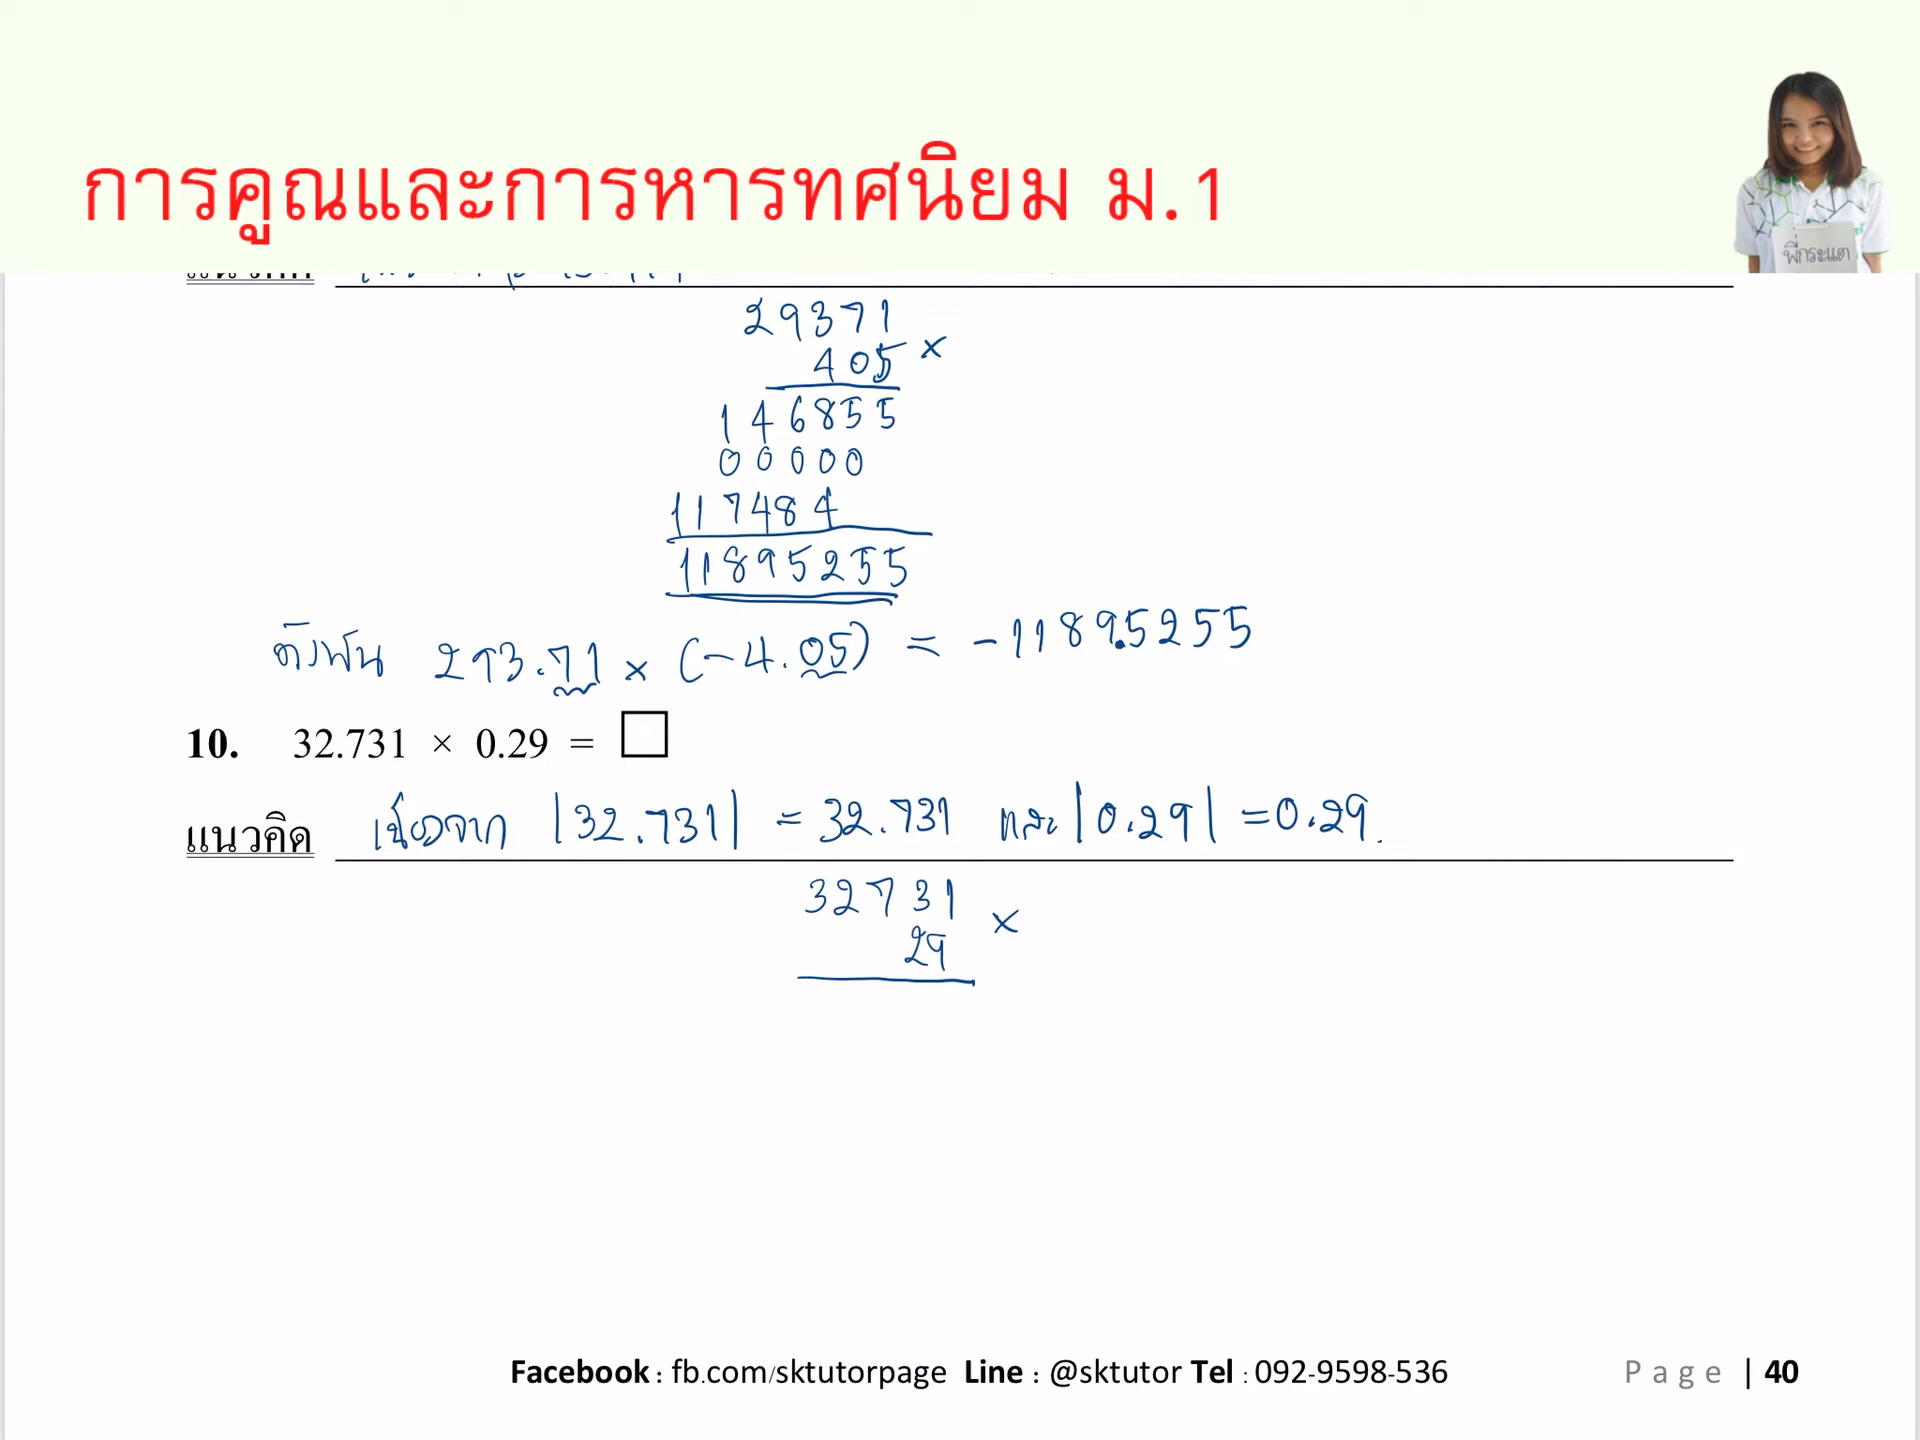 การคูณและการหารทศนิยม ม.1
พี่กระแต
29371
405 ×
146855
00000
117484
11895255
ดังนั้น 293.71 × (-4.05) = -1189.5255
10. 32.731 × 0.29 = □
แนวคิด เนื่องจาก |32.731| = 32.731 และ |0.29| = 0.29
32731
29 ×
Facebook : fb.com/sktutorpage Line : @sktutor Tel : 092-9598-536 Page | 40